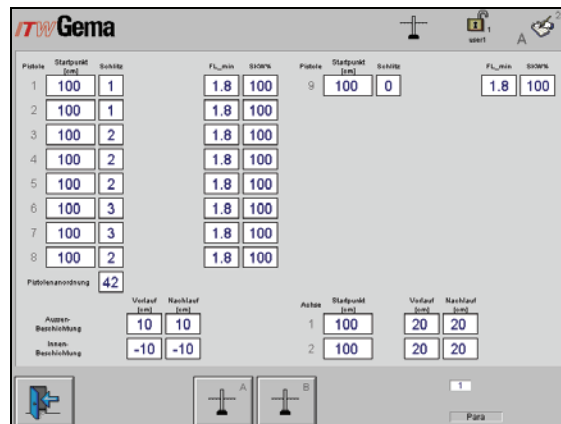 ITW Gema
user1
1
A
2
Pistole Startpunkt [cm] Schlitz FL_min SXW% Pistole Startpunkt [cm] Schlitz FL_min SXW%
1 100 1 1.8 100 9 100 0 1.8 100
2 100 1 1.8 100
3 100 2 1.8 100
4 100 2 1.8 100
5 100 2 1.8 100
6 100 3 1.8 100
7 100 3 1.8 100
8 100 2 1.8 100
Pistolenanordnung 42
Vorlauf [cm] Nachlauf [cm] Achse Startpunkt [cm] Vorlauf [cm] Nachlauf [cm]
Aussen-Beschichtung 10 10 1 100 20 20
Innen-Beschichtung -10 -10 2 100 20 20
A B 1
Para